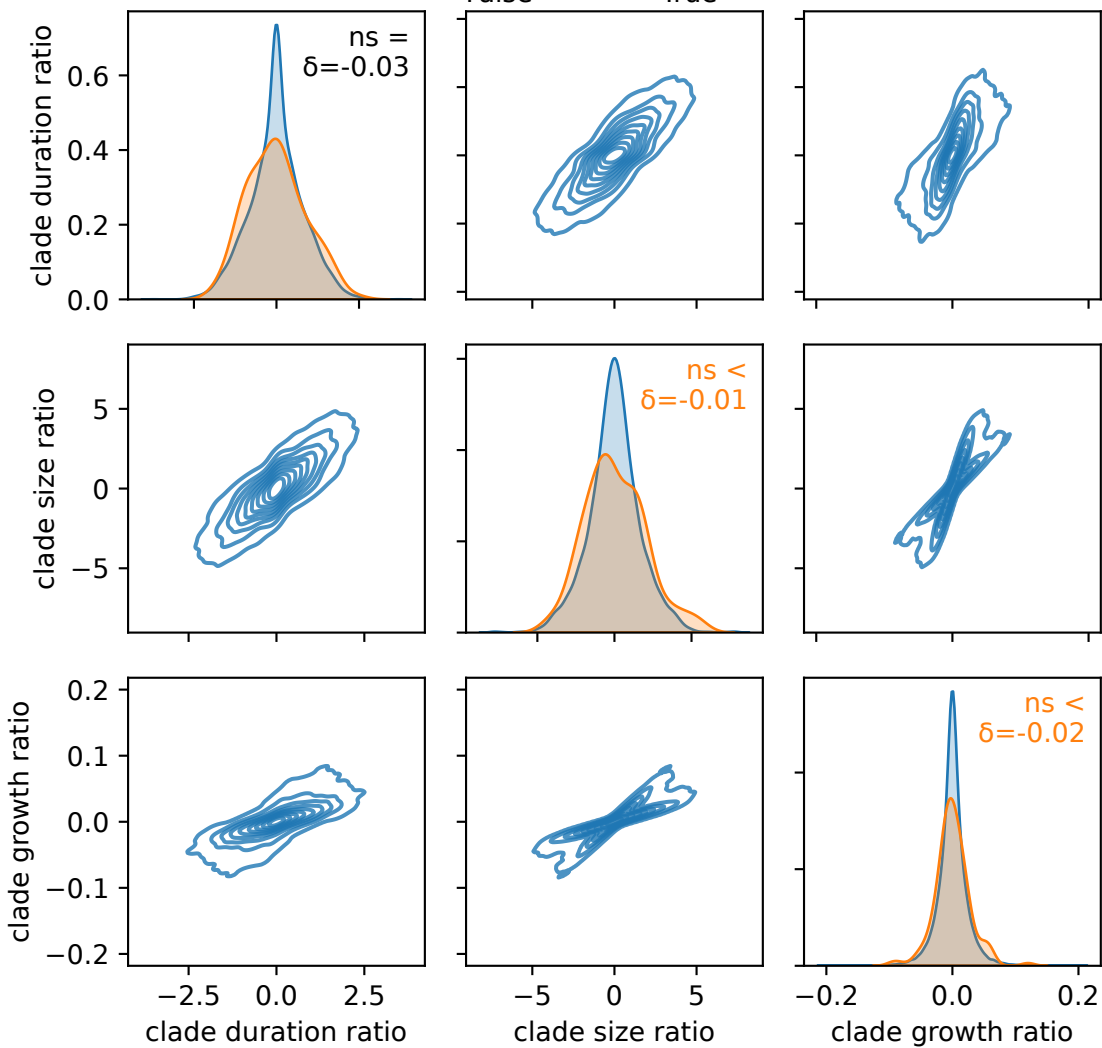 ns =
δ=-0.03
clade duration ratio
0.6
0.4
0.2
0.0
ns <
δ=-0.01
clade size ratio
5
0
−5
ns <
δ=-0.02
clade growth ratio
0.2
0.1
0.0
−0.1
−0.2
−2.5 0.0 2.5
−5 0 5
−0.2 0.0 0.2
clade duration ratio
clade size ratio
clade growth ratio